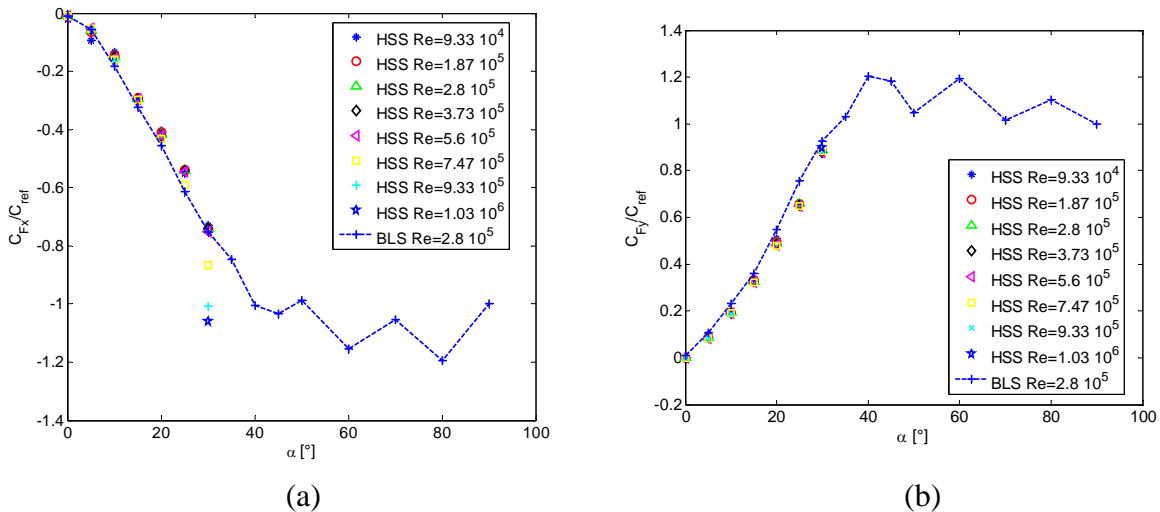 0
-0.2
-0.4
-0.6
-0.8
-1
-1.2
-1.4
0 20 40 60 80 100
C_Fx/C_ref
α [°]
HSS Re=9.33 10^4
HSS Re=1.87 10^5
HSS Re=2.8 10^5
HSS Re=3.73 10^5
HSS Re=5.6 10^5
HSS Re=7.47 10^5
HSS Re=9.33 10^5
HSS Re=1.03 10^6
BLS Re=2.8 10^5
(a)
1.4
1.2
1
0.8
0.6
0.4
0.2
0
-0.2
0 20 40 60 80 100
C_Fy/C_ref
α [°]
HSS Re=9.33 10^4
HSS Re=1.87 10^5
HSS Re=2.8 10^5
HSS Re=3.73 10^5
HSS Re=5.6 10^5
HSS Re=7.47 10^5
HSS Re=9.33 10^5
HSS Re=1.03 10^6
BLS Re=2.8 10^5
(b)